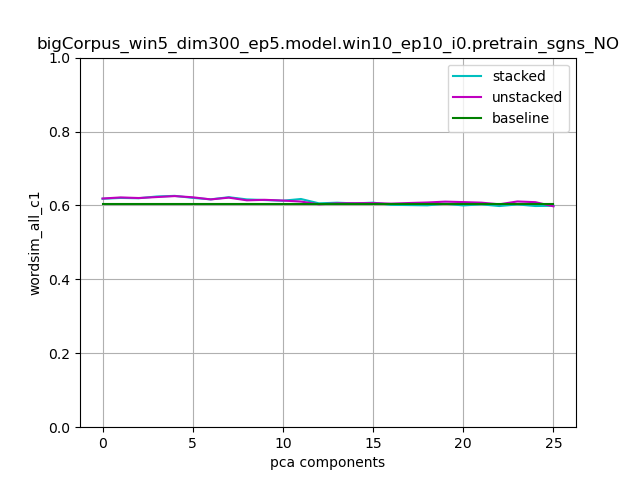 bigCorpus_win5_dim300_ep5.model.win10_ep10_i0.pretrain_sgns_NO
1.0
stacked
unstacked
baseline
0.8
0.6
0.4
0.2
0.0
wordsim_all_c1
0 5 10 15 20 25
pca components